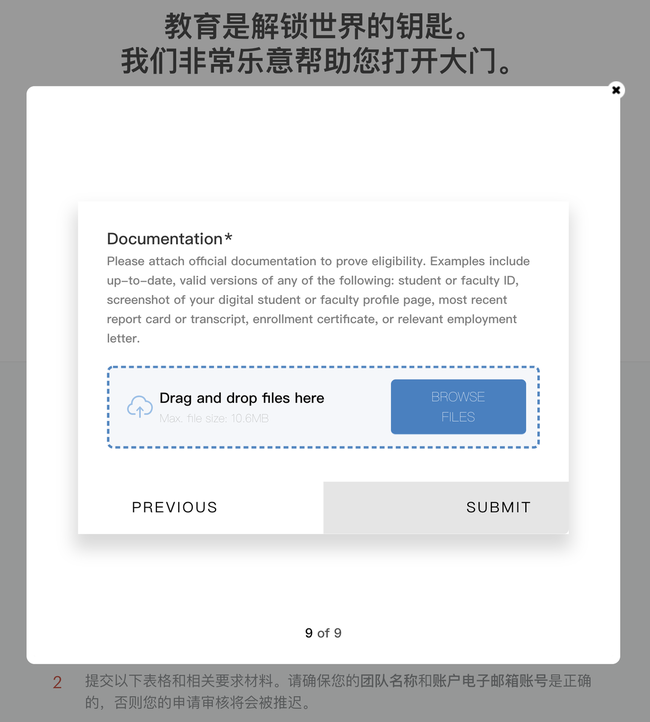 教育是解锁世界的钥匙。
我们非常乐意帮助您打开大门。
Documentation*
Please attach official documentation to prove eligibility. Examples include
up-to-date, valid versions of any of the following: student or faculty ID,
screenshot of your digital student or faculty profile page, most recent
report card or transcript, enrollment certificate, or relevant employment
letter.
Drag and drop files here
Max. file size: 10.6MB
BROWSE
FILES
PREVIOUS
SUBMIT
9 of 9
2 提交以下表格和相关要求材料。请确保您的团队名称和账户电子邮箱账号是正确
的，否则您的申请审核将会被推迟。